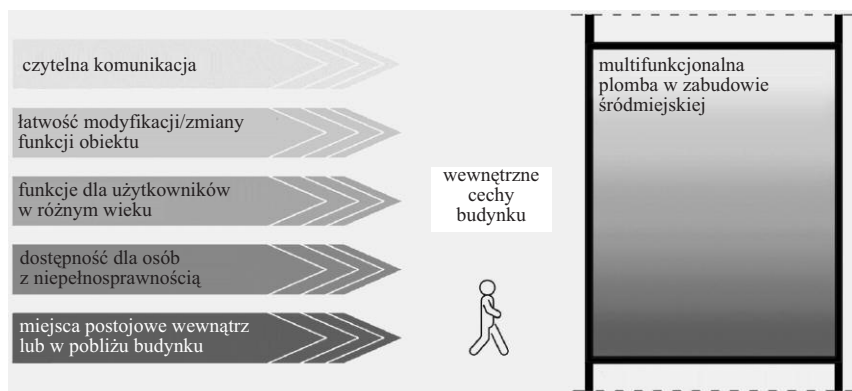 czytelna komunikacja
łatwość modyfikacji/zmiany
funkcji obiektu
funkcje dla użytkowników
w różnym wieku
dostępność dla osób
z niepełnosprawnością
miejsca postojowe wewnątrz
lub w pobliżu budynku
wewnętrzne
cechy
budynku
multifunkcjonalna
plomba w zabudowie
śródmiejskiej